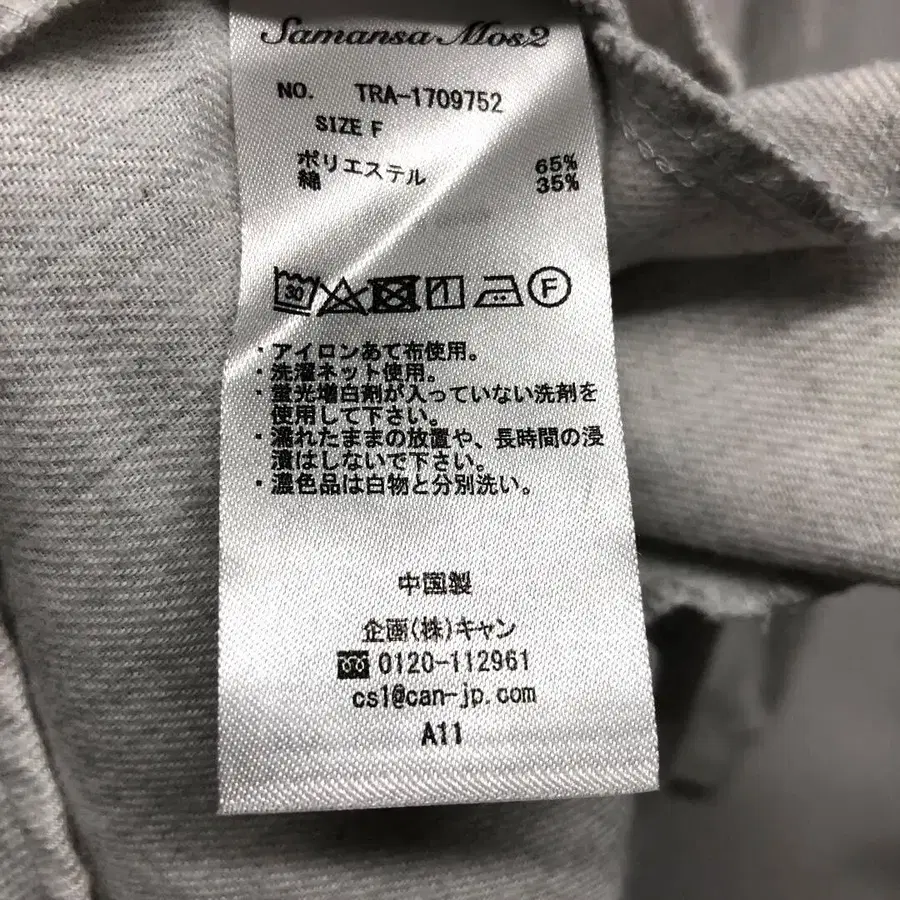 Samansa Mos2
NO. TRA-1709752
SIZE F
ポリエステル 65%
綿 35%
30 F
・アイロンあて布使用。
・洗濯ネット使用。
・蛍光増白剤が入っていない洗剤を
使用して下さい。
・濡れたままの放置や、長時間の浸
漬はしないで下さい。
・濃色品は白物と分別洗い。
中国製
企画(株)キャン
0120-112961
cs1@can-jp.com
A11